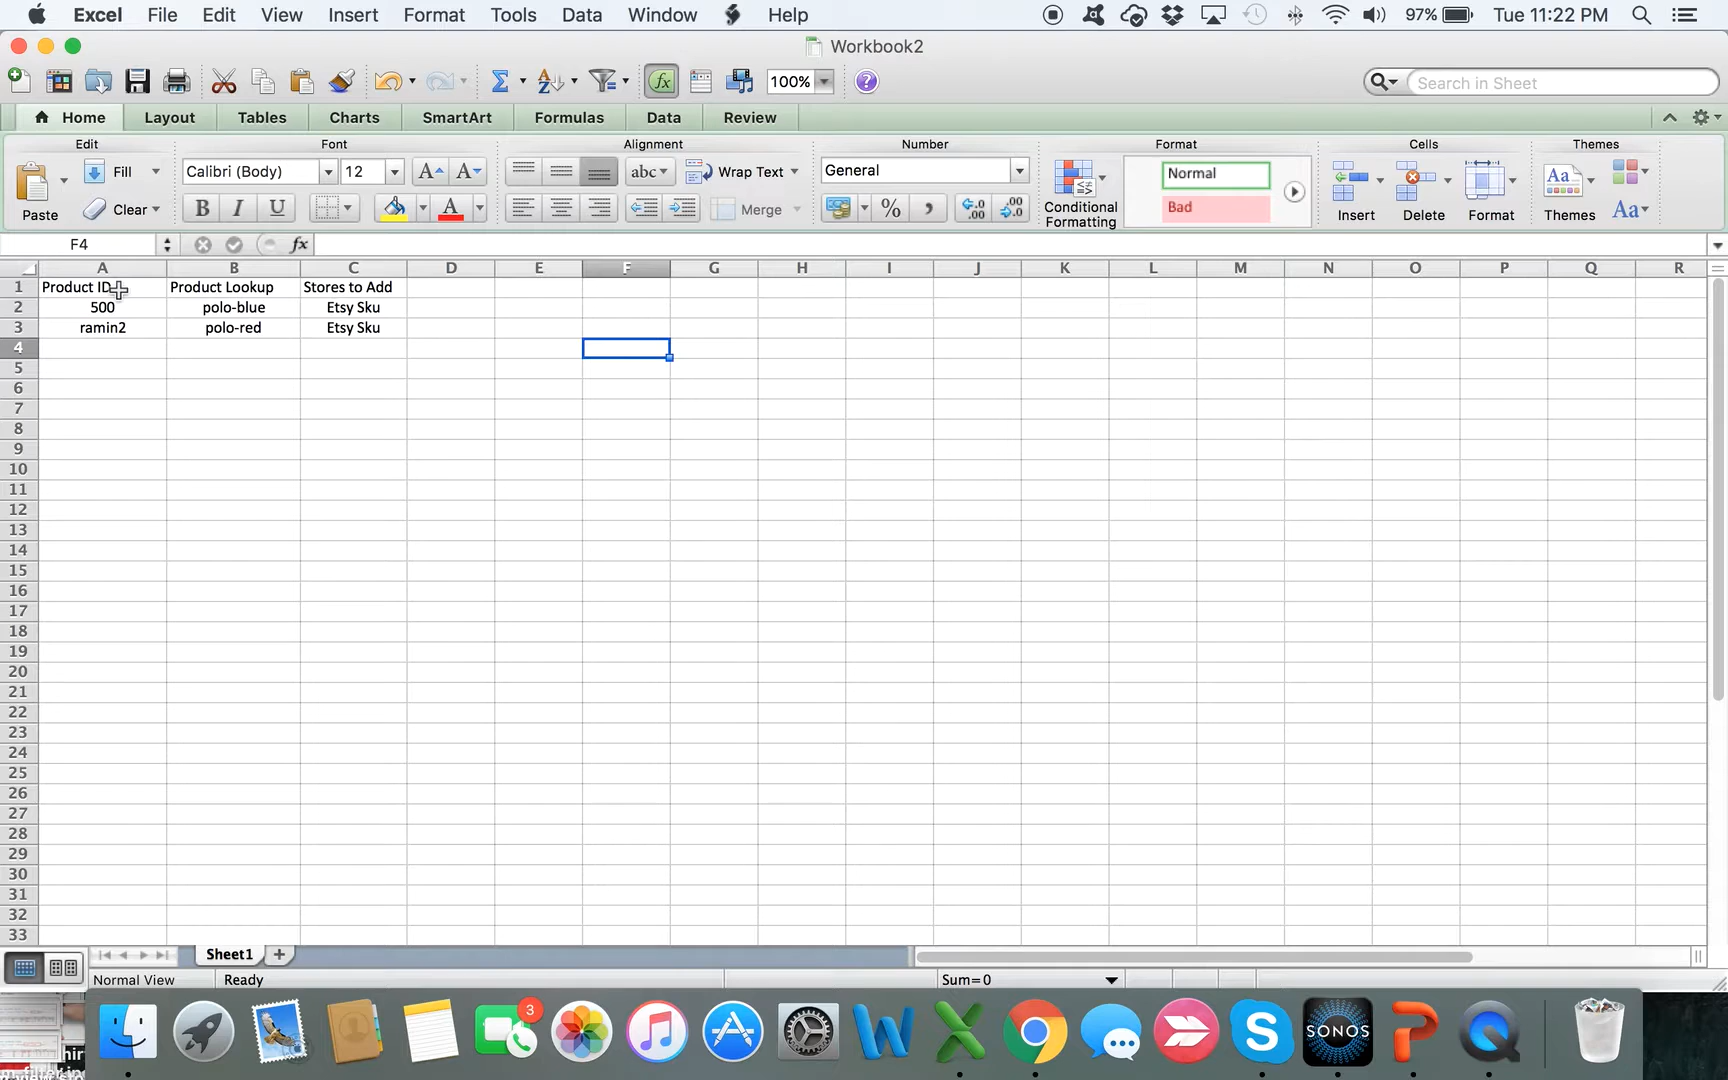 Excel File Edit View Insert Format Tools Data Window Help 97% Tue 11:22 PM
Workbook2
100% Search in Sheet
Home Layout Tables Charts SmartArt Formulas Data Review
Edit Font Alignment Number Format Cells Themes
Fill Calibri (Body) 12 A A abc Wrap Text General Normal
Paste Clear B I U A Merge % Conditional Formatting Bad Insert Delete Format Themes Aa
F4 fx
A B C D E F G H I J K L M N O P Q R
1 Product ID Product Lookup Stores to Add
2 500 polo-blue Etsy Sku
3 ramin2 polo-red Etsy Sku
4
5
6
7
8
9
10
11
12
13
14
15
16
17
18
19
20
21
22
23
24
25
26
27
28
29
30
31
32
33
Sheet1
Normal View Ready Sum=0
3
SONOS